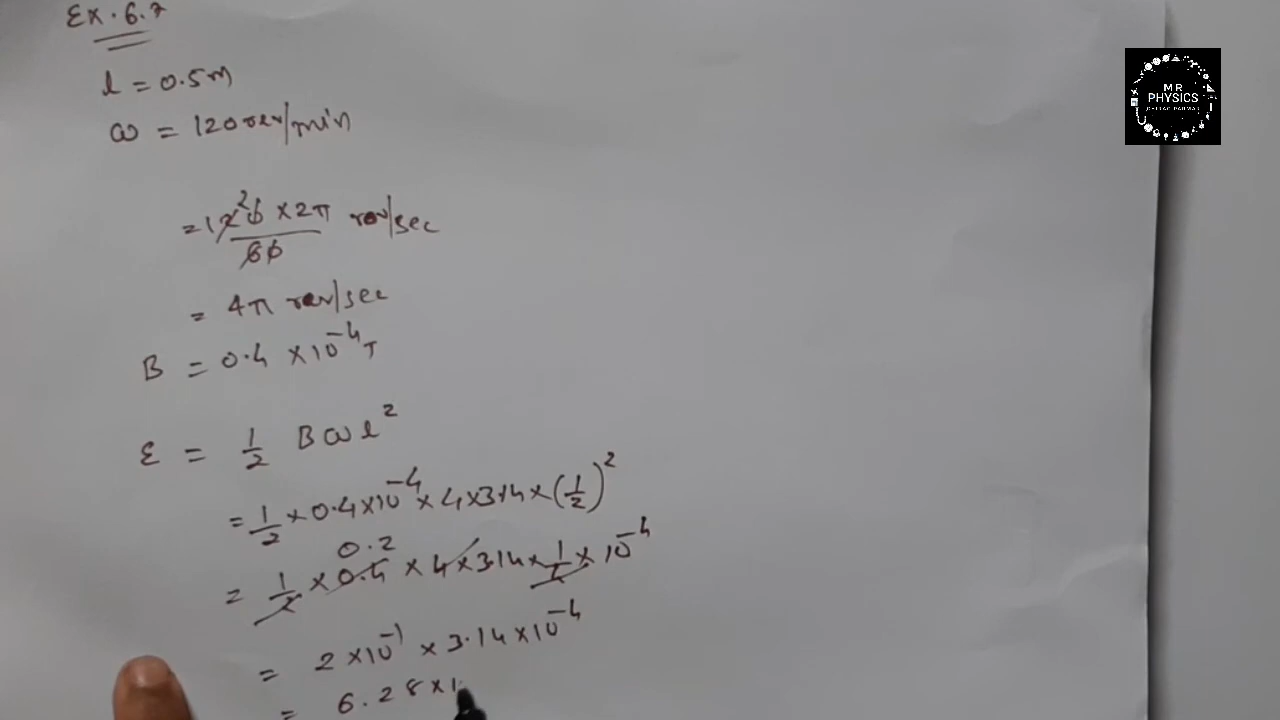 Ex. 6.7
l = 0.5m
ω = 120 rev/min
= 120 × 2π / 60 rev/sec
2
= 4π rev/sec
B = 0.4 × 10⁻⁴ T
ε = 1/2 B ω l²
= 1/2 × 0.4 × 10⁻⁴ × 4 × 3.14 × (1/2)²
0.2
= 1/2 × 0.4 × 4 × 3.14 × 1/4 × 10⁻⁴
= 2 × 10⁻¹ × 3.14 × 10⁻⁴
= 6.28 × 1
MR
PHYSICS